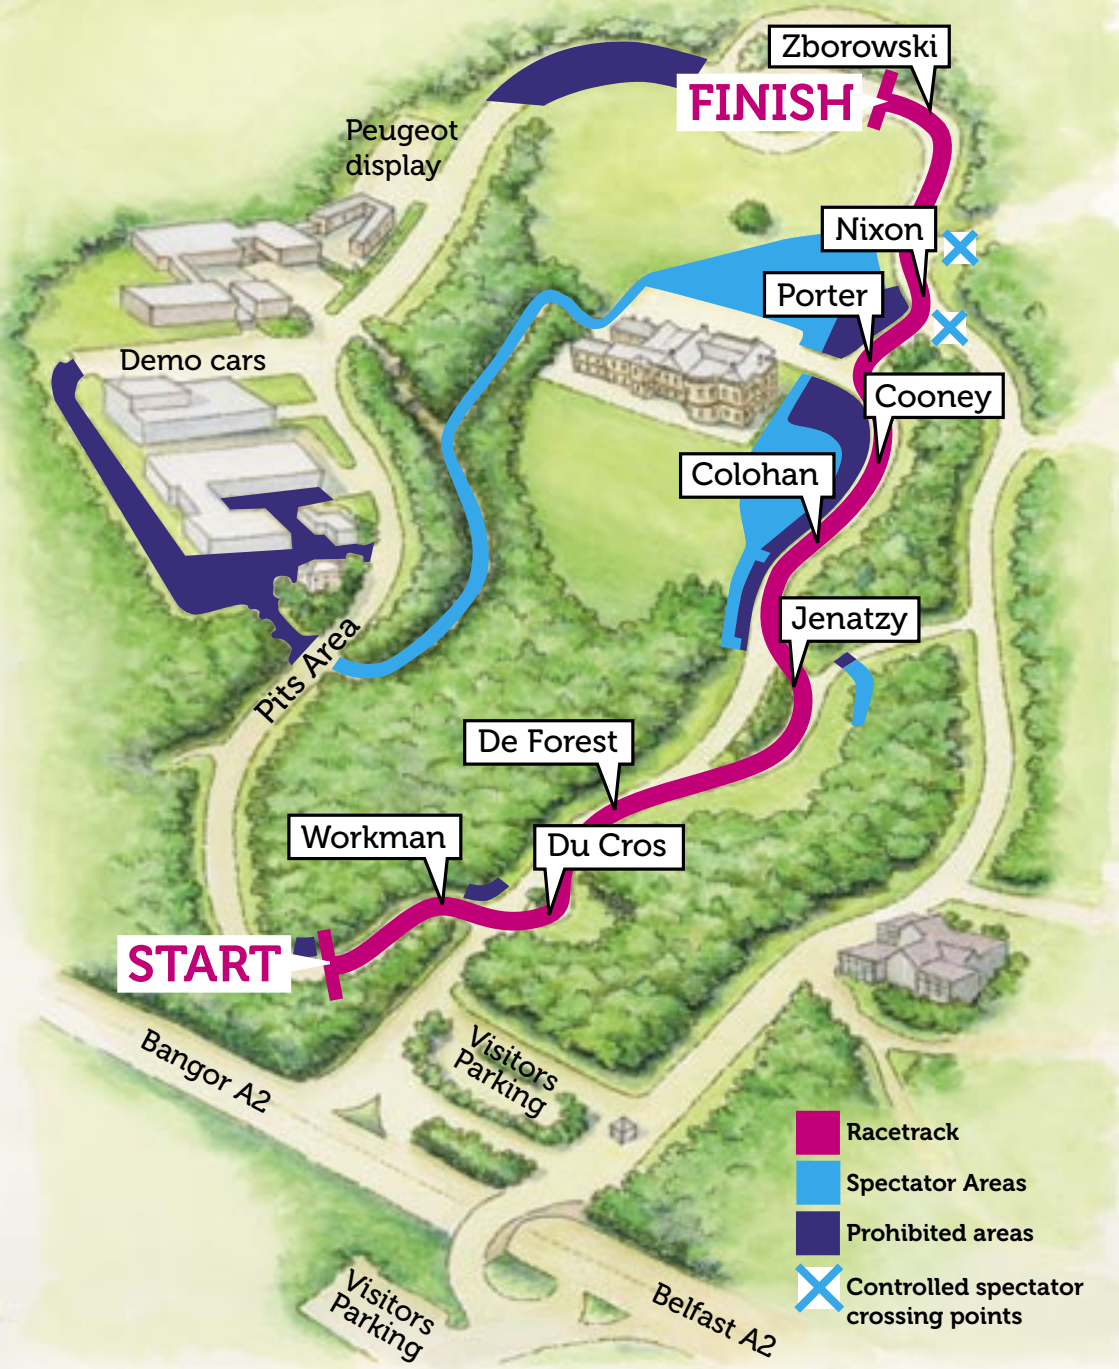 Zborowski
FINISH
Peugeot
display
Nixon
Porter
Demo cars
Cooney
Colohan
Jenatzy
Pits Area
De Forest
Workman
Du Cros
START
Bangor A2
Visitors
Parking
Racetrack
Spectator Areas
Prohibited areas
Controlled spectator
crossing points
Visitors
Parking
Belfast A2